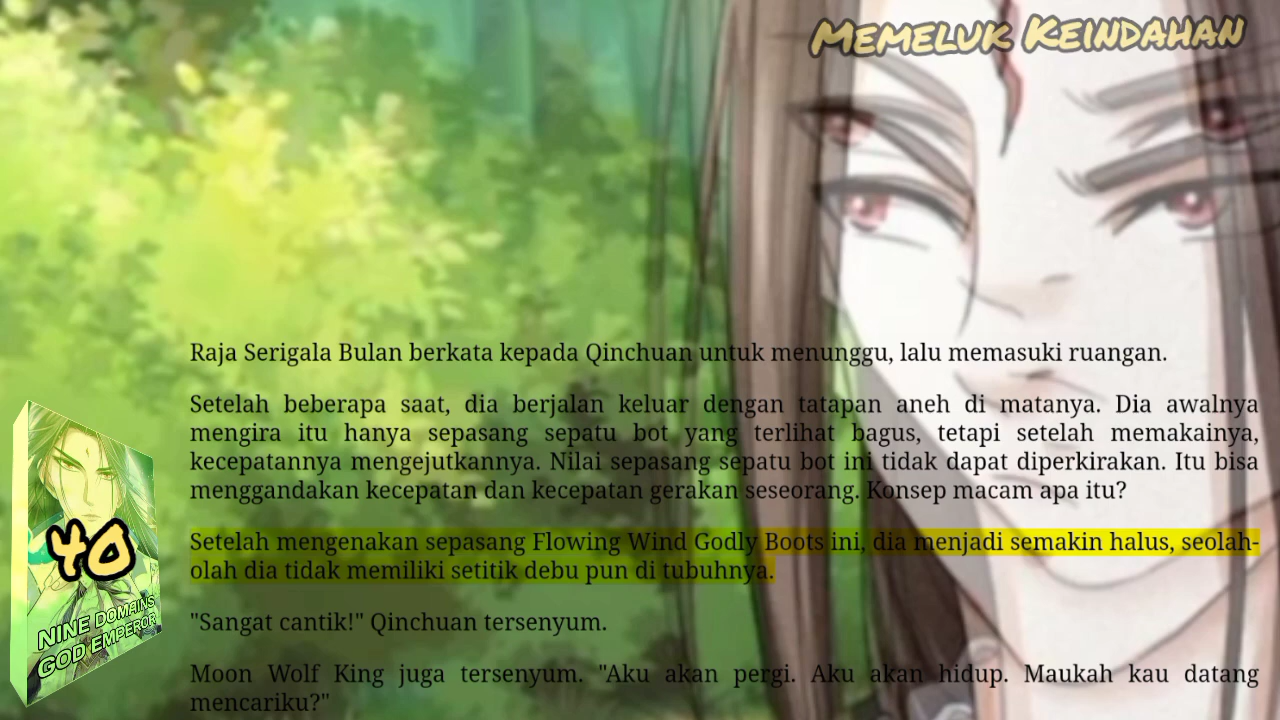 Memeluk Keindahan
Raja Serigala Bulan berkata kepada Qinchuan untuk menunggu, lalu memasuki ruangan.
Setelah beberapa saat, dia berjalan keluar dengan tatapan aneh di matanya. Dia awalnya
mengira itu hanya sepasang sepatu bot yang terlihat bagus, tetapi setelah memakainya,
kecepatannya mengejutkannya. Nilai sepasang sepatu bot ini tidak dapat diperkirakan. Itu bisa
menggandakan kecepatan dan kecepatan gerakan seseorang. Konsep macam apa itu?
Setelah mengenakan sepasang Flowing Wind Godly Boots ini, dia menjadi semakin halus, seolah-
olah dia tidak memiliki setitik debu pun di tubuhnya.
"Sangat cantik!" Qinchuan tersenyum.
Moon Wolf King juga tersenyum. "Aku akan pergi. Aku akan hidup. Maukah kau datang
mencariku?"
40
NINE DOMAINS
GOD EMPEROR